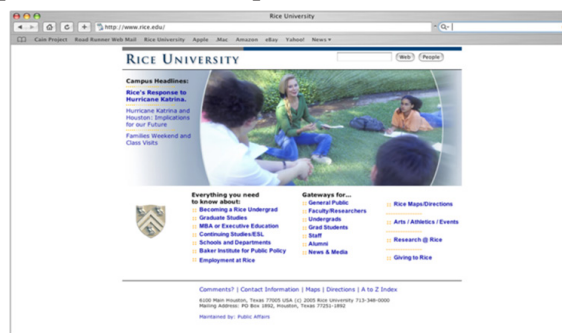 Rice University
http://www.rice.edu/
Cain Project Road Runner Web Mail Rice University Apple .Mac Amazon eBay Yahoo! News
RICE UNIVERSITY
Web People
Campus Headlines:
Rice's Response to
Hurricane Katrina.
Hurricane Katrina and
Houston: Implications
for our Future
Families Weekend and
Class Visits
Everything you need
to know about:
Becoming a Rice Undergrad
Graduate Studies
MBA or Executive Education
Continuing Studies/ESL
Schools and Departments
Baker Institute for Public Policy
Employment at Rice
Gateways for...
General Public
Faculty/Researchers
Undergrads
Grad Students
Staff
Alumni
News & Media
Rice Maps/Directions
Arts / Athletics / Events
Research @ Rice
Giving to Rice
Comments? | Contact Information | Maps | Directions | A to Z Index
6100 Main Houston, Texas 77005 USA (c) 2005 Rice University 713-348-0000
Mailing Address: PO Box 1892, Houston, Texas 77251-1892
Maintained by: Public Affairs